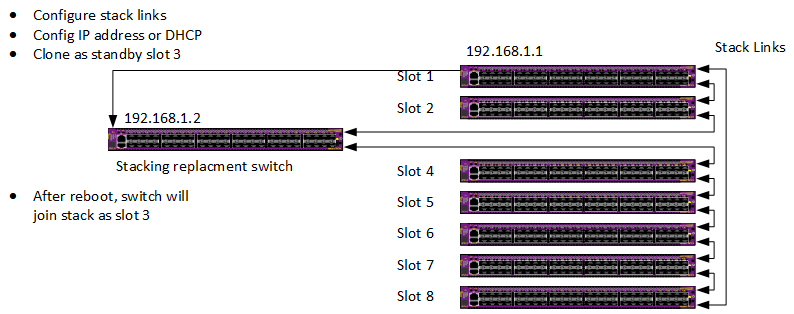 • Configure stack links
• Config IP address or DHCP
• Clone as standby slot 3
192.168.1.1
Stack Links
Slot 1
Slot 2
192.168.1.2
Stacking replacment switch
Slot 4
• After reboot, switch will
join stack as slot 3
Slot 5
Slot 6
Slot 7
Slot 8